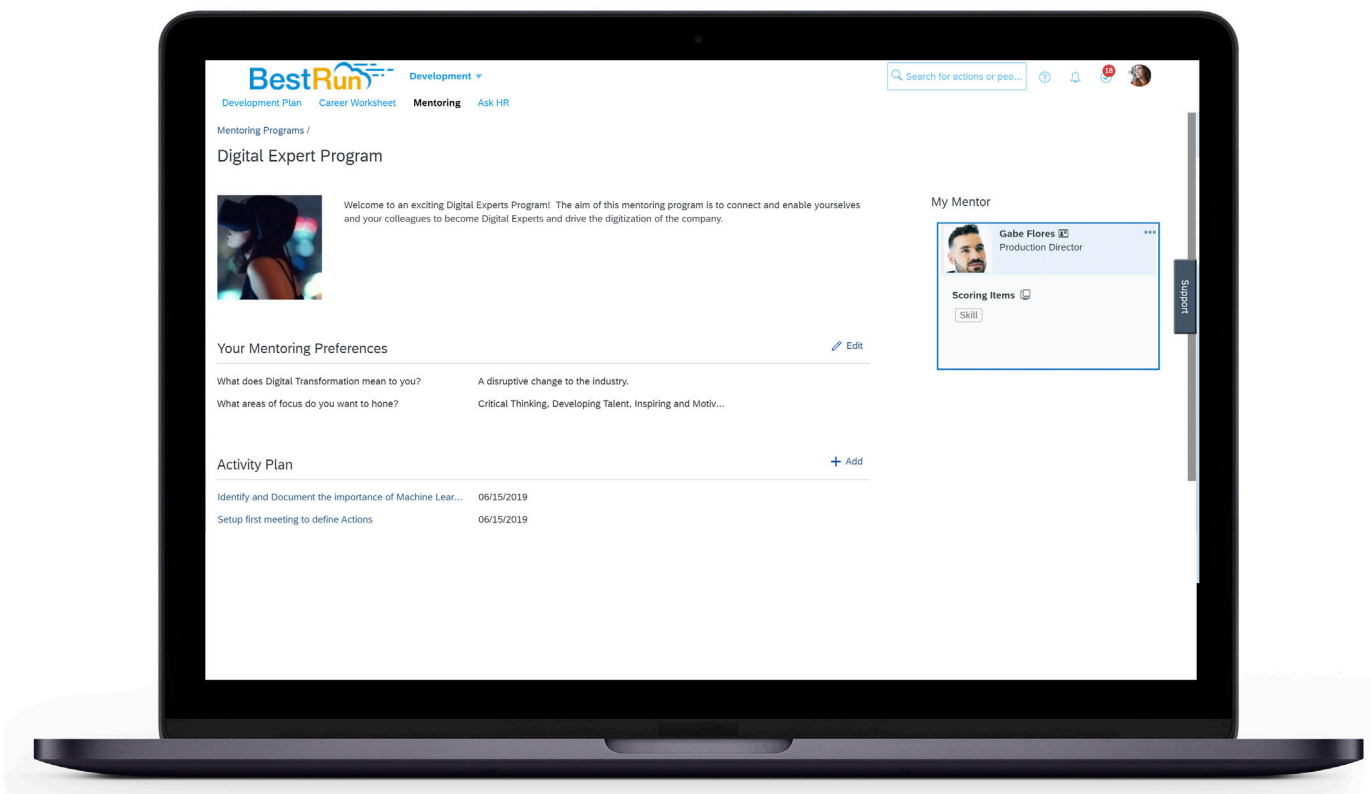 BestRun
Development
Search for actions or peo...
18
Development Plan Career Worksheet Mentoring Ask HR
Mentoring Programs /
Digital Expert Program
Welcome to an exciting Digital Experts Program! The aim of this mentoring program is to connect and enable yourselves
and your colleagues to become Digital Experts and drive the digitization of the company.
My Mentor
Gabe Flores
Production Director
Scoring Items
Skill
Support
Your Mentoring Preferences
Edit
What does Digital Transformation mean to you? A disruptive change to the industry.
What areas of focus do you want to hone? Critical Thinking, Developing Talent, Inspiring and Motiv...
Activity Plan
+ Add
Identify and Document the importance of Machine Lear... 06/15/2019
Setup first meeting to define Actions 06/15/2019